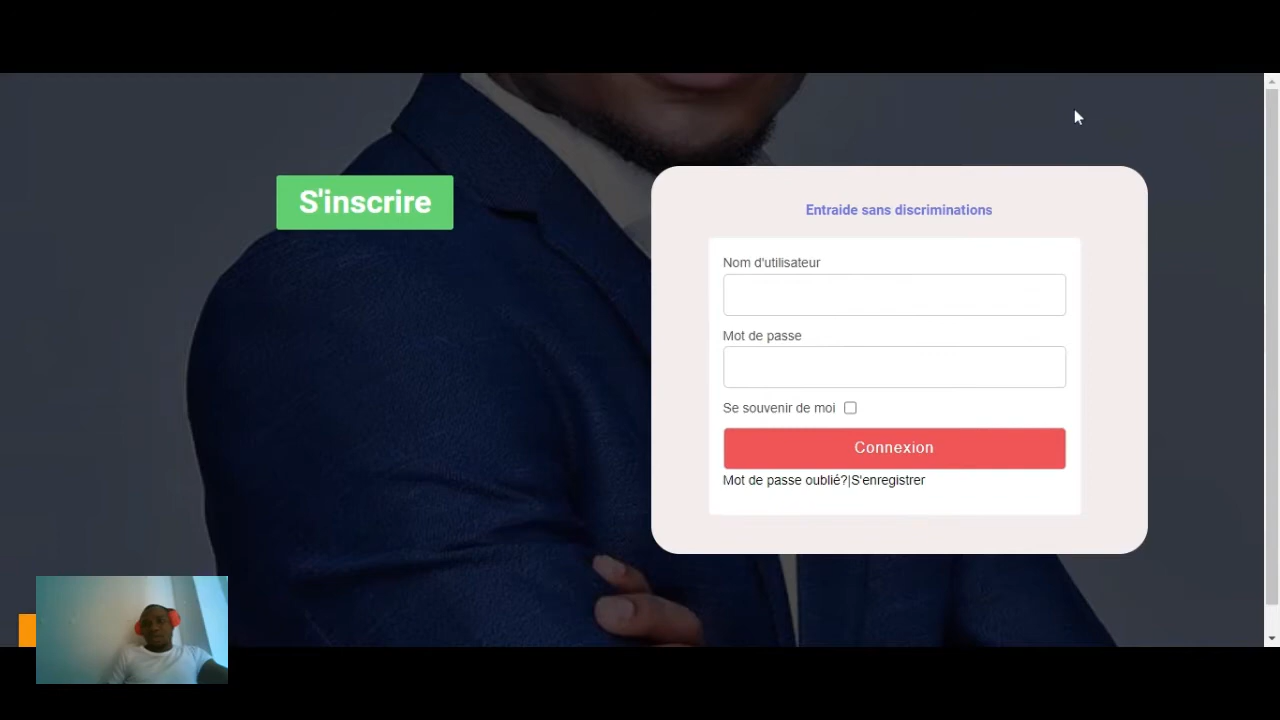 S'inscrire
Entraide sans discriminations
Nom d'utilisateur
Mot de passe
Se souvenir de moi
Connexion
Mot de passe oublié?|S'enregistrer